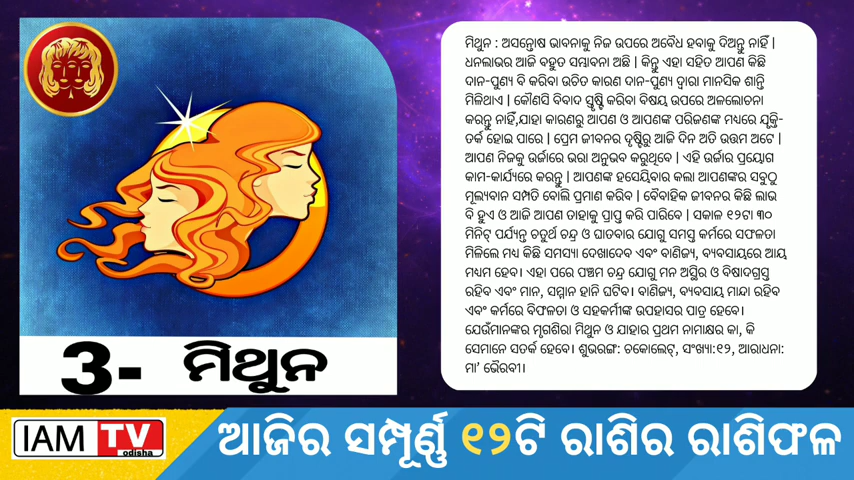 ମିଥୁନ : ଅସନ୍ତୋଷ ଭାବନାକୁ ନିଜ ଉପରେ ଅବୈଧ ହବାକୁ ଦିଅନ୍ତୁ ନାହିଁ |
ଧନଲାଭର ଆଜି ବହୁତ ସମ୍ଭାବନା ଅଛି | କିନ୍ତୁ ଏହା ସହିତ ଆପଣ କିଛି
ଦାନ-ପୁଣ୍ୟ ବି କରିବା ଉଚିତ କାରଣ ଦାନ-ପୁଣ୍ୟ ଦ୍ୱାରା ମାନସିକ ଶାନ୍ତି
ମିଳିଥାଏ | କୌଣସି ବିବାଦ ସୃଷ୍ଟି କରିବା ବିଷୟ ଉପରେ ଅଳଲୋଚନା
କରନ୍ତୁ ନାହିଁ,ଯାହା କାରଣରୁ ଆପଣ ଓ ଆପଣଙ୍କ ପରିଜଣଙ୍କ ମଧ୍ୟରେ ଯୁକ୍ତି-
ତର୍କ ହୋଇ ପାରେ | ପ୍ରେମ ଜୀବନର ଦୃଷ୍ଟିରୁ ଆଜି ଦିନ ଅତି ଉତ୍ତମ ଅଟେ |
ଆପଣ ନିଜକୁ ଉର୍ଜାରେ ଭରା ଅନୁଭବ କରୁଥିବେ | ଏହି ଉର୍ଜାର ପ୍ରୟୋଗ
କାମ-କାର୍ଯ୍ୟରେ କରନ୍ତୁ | ଆପଣଙ୍କ ହସେୟିବାର କଳା ଆପଣଙ୍କର ସବୁଠୁ
ମୂଲ୍ୟବାନ ସମ୍ପତି ବୋଲି ପ୍ରମାଣ କରିବ | ବୈବାହିକ ଜୀବନର କିଛି ଲାଭ
ବି ହୁଏ ଓ ଆଜି ଆପଣ ତାହାକୁ ପ୍ରାପ୍ତ କରି ପାରିବେ | ସକାଳ ୧୨ଟା ୩୦
ମିନିଟ୍ ପର୍ଯ୍ୟନ୍ତ ଚତୁର୍ଥ ଚନ୍ଦ୍ର ଓ ଘାତବାର ଯୋଗୁ ସମସ୍ତ କର୍ମରେ ସଫଳତା
ମିଳିଲେ ମଧ୍ୟ କିଛି ସମସ୍ୟା ଦେଖାଦେବ ଏବଂ ବାଣିଜ୍ୟ, ବ୍ୟବସାୟରେ ଆୟ
ମଧ୍ୟମ ହେବ। ଏହା ପରେ ପଞ୍ଚମ ଚନ୍ଦ୍ର ଯୋଗୁ ମନ ଅସ୍ଥିର ଓ ବିଷାଦଗ୍ରସ୍ତ
ରହିବ ଏବଂ ମାନ, ସମ୍ମାନ ହାନି ଘଟିବ। ବାଣିଜ୍ୟ, ବ୍ୟବସାୟ ମାନ୍ଦା ରହିବ
ଏବଂ କର୍ମରେ ବିଫଳତା ଓ ସହକର୍ମୀଙ୍କ ଉପହାସର ପାତ୍ର ହେବେ।
ଯେଉଁମାନଙ୍କର ମୃଗଶିରା ମିଥୁନ ଓ ଯାହାର ପ୍ରଥମ ନାମାକ୍ଷର କା, କି
ସେମାନେ ସତର୍କ ହେବେ। ଶୁଭରଙ୍ଗ: ଚକୋଲେଟ୍, ସଂଖ୍ୟା:୧୨, ଆରାଧନା:
ମା’ ଭୈରବୀ।
3- ମିଥୁନ
IAM TV
odisha
ଆଜିର ସମ୍ପୂର୍ଣ୍ଣ ୧୨ଟି ରାଶିର ରାଶିଫଳ